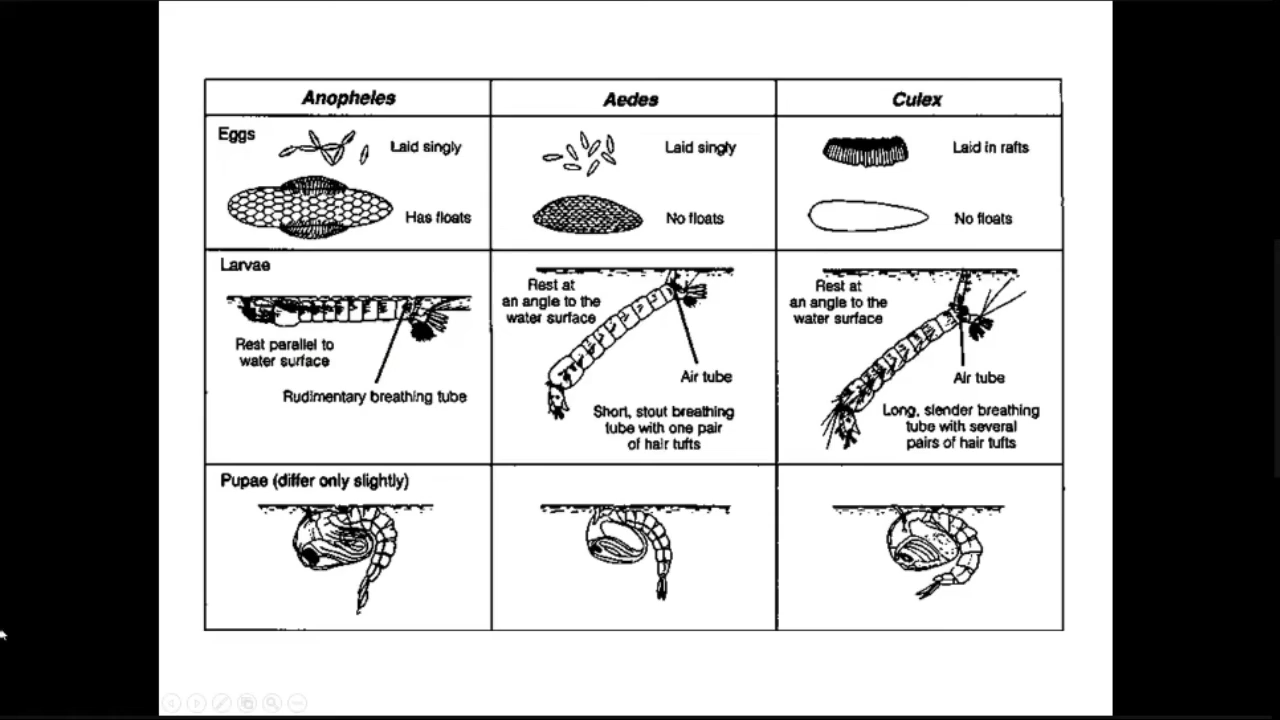 Anopheles
Aedes
Culex
Eggs
Laid singly
Has floats
Laid singly
No floats
Laid in rafts
No floats
Larvae
Rest parallel to
water surface
Rudimentary breathing tube
Rest at
an angle to the
water surface
Air tube
Short, stout breathing
tube with one pair
of hair tufts
Rest at
an angle to the
water surface
Air tube
Long, slender breathing
tube with several
pairs of hair tufts
Pupae (differ only slightly)